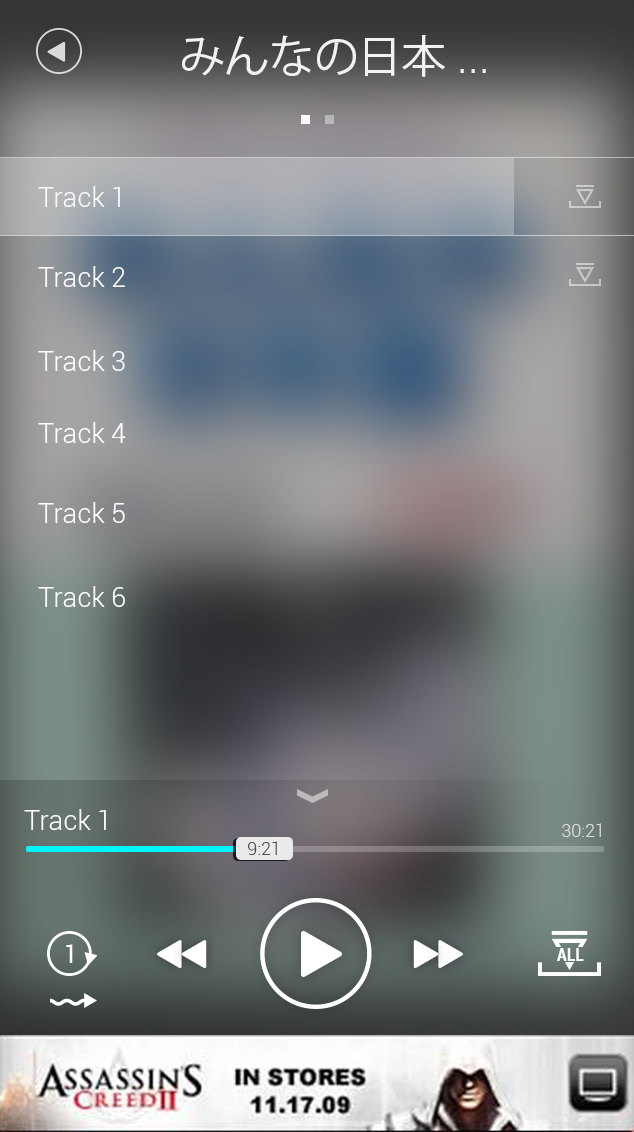 みんなの日本 ...
Track 1
Track 2
Track 3
Track 4
Track 5
Track 6
Track 1
30:21
9:21
1
ALL
ASSASSIN'S
CREED II
IN STORES
11.17.09